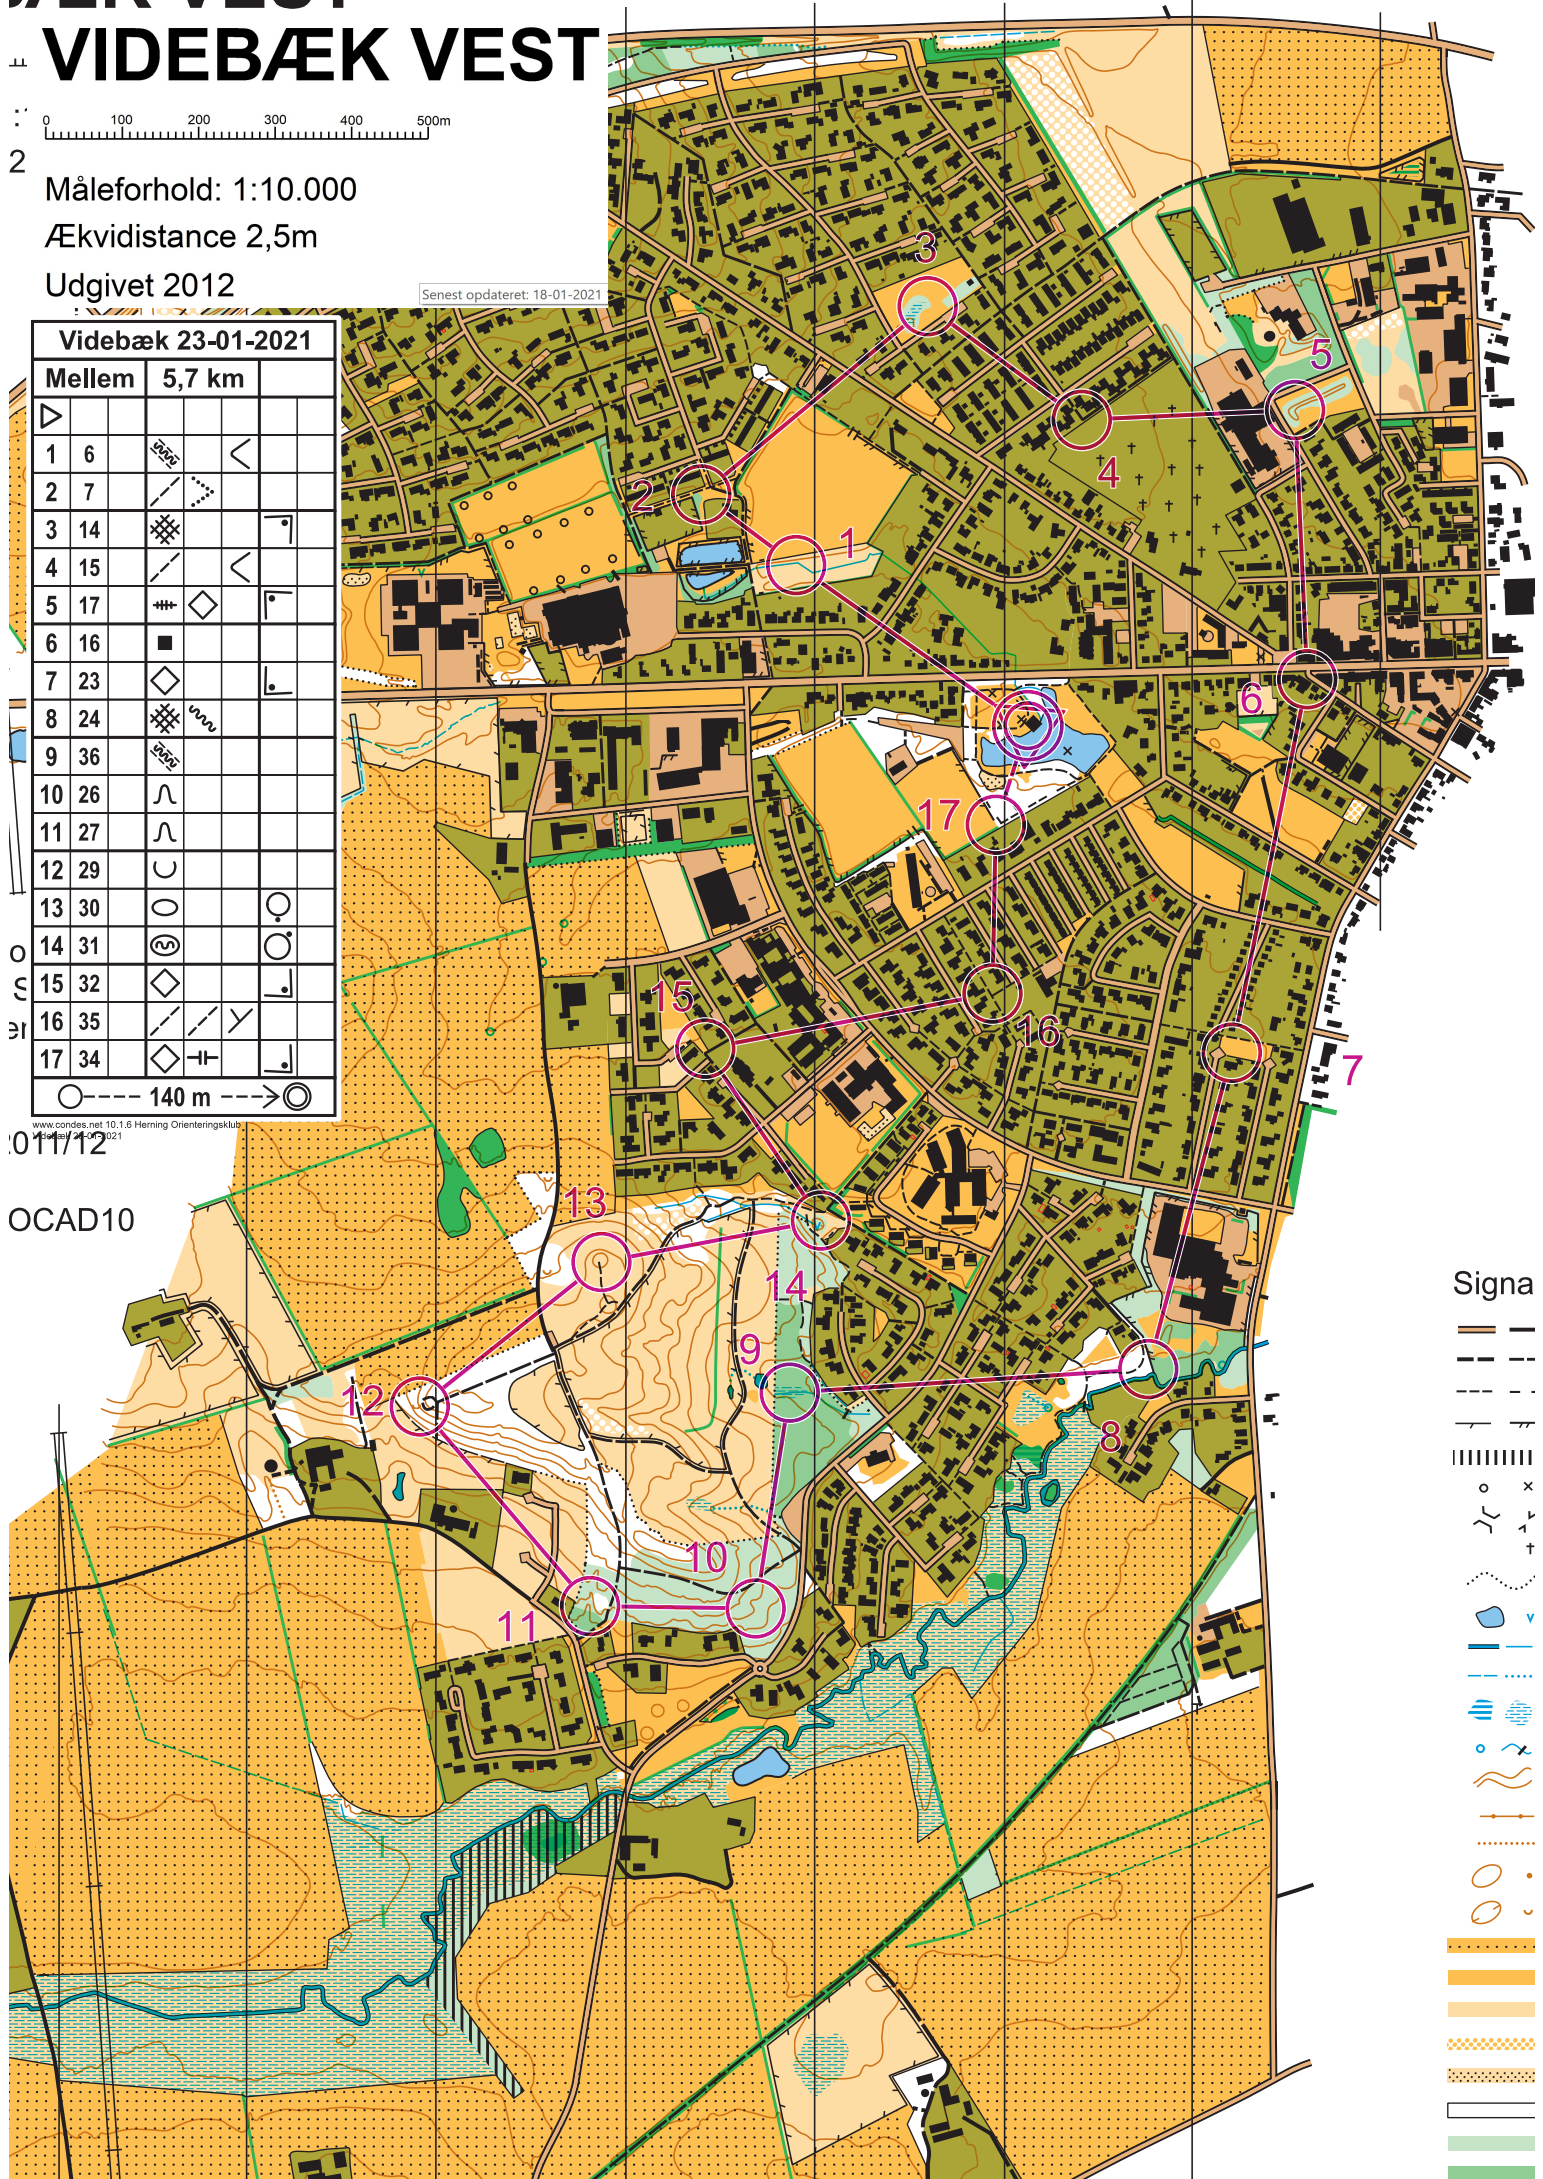 VIDEBÆK VEST
0 100 200 300 400 500m
2
Måleforhold: 1:10.000
Ækvidistance 2,5m
Udgivet 2012
Senest opdateret: 18-01-2021
Videbæk 23-01-2021
Mellem 5,7 km
1 6
2 7
3 14
4 15
5 17
6 16
7 23
8 24
9 36
10 26
11 27
12 29
13 30
14 31
15 32
16 35
17 34
140 m
www.condes.net 10.1.6 Herning Orienteringsklub
Videbæk 23-01-2021
2011/12
OCAD10
Signa
3
5
4
2
1
6
17
15
16
7
13
14
9
12
8
10
11